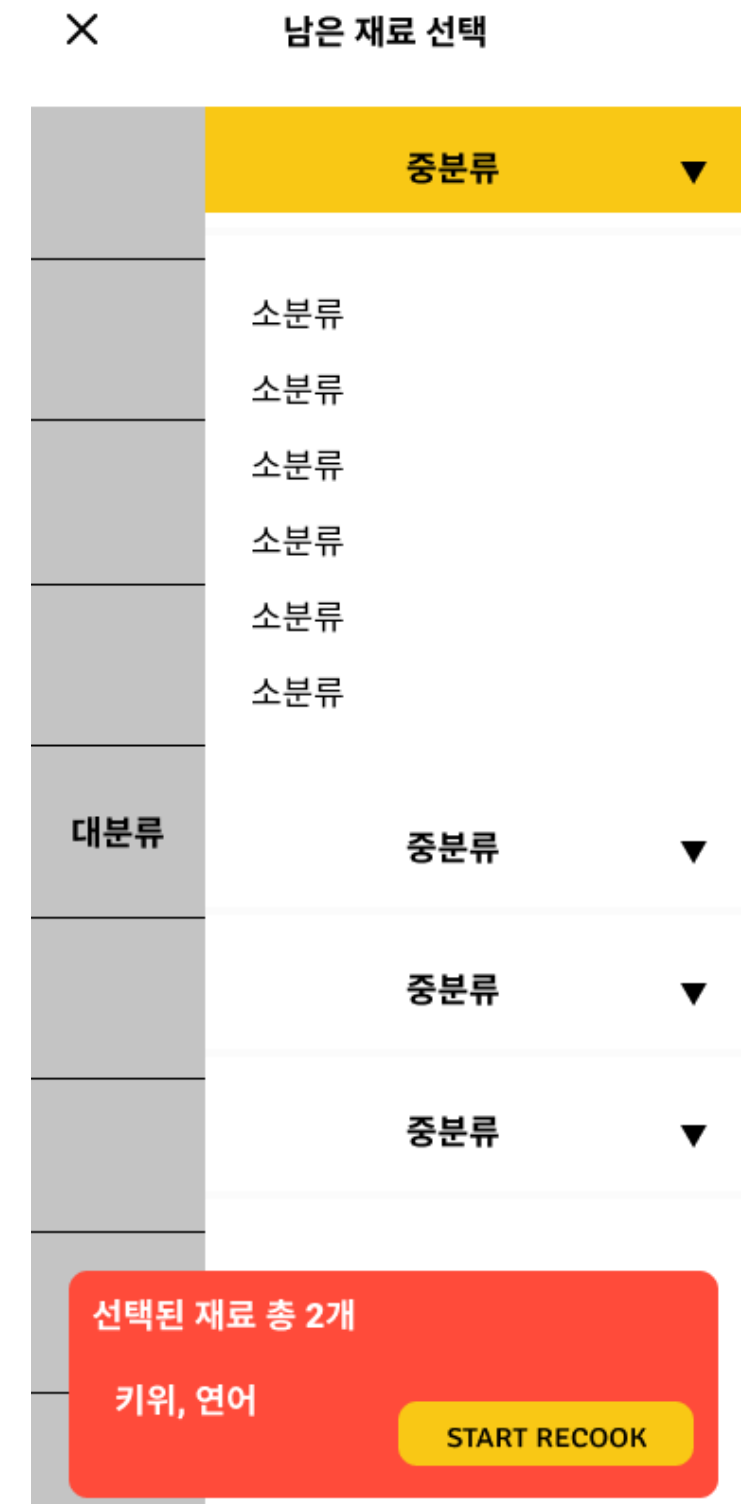 남은 재료 선택
중분류 ▼
소분류
소분류
소분류
소분류
소분류
소분류
대분류
중분류 ▼
중분류 ▼
중분류 ▼
선택된 재료 총 2개
키위, 연어
START RECOOK